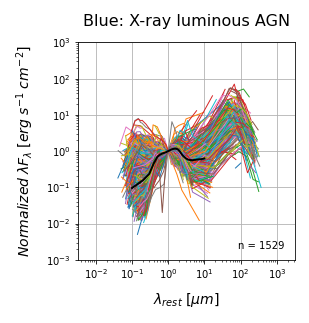 Blue: X-ray luminous AGN
Normalized λF_λ [erg s⁻¹ cm⁻²]
10³
10²
10¹
10⁰
10⁻¹
10⁻²
10⁻³
n = 1529
10⁻² 10⁻¹ 10⁰ 10¹ 10² 10³
λ_rest [μm]